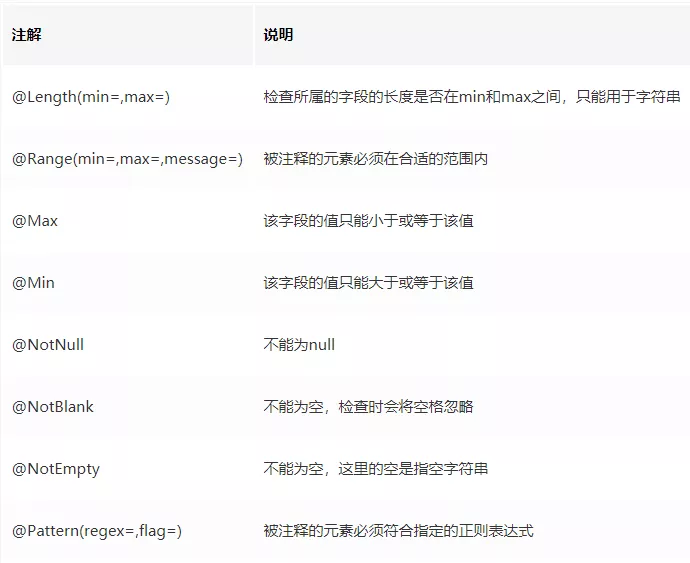 注解 说明
@Length(min=,max=) 检查所属的字段的长度是否在min和max之间，只能用于字符串
@Range(min=,max=,message=) 被注释的元素必须在合适的范围内
@Max 该字段的值只能小于或等于该值
@Min 该字段的值只能大于或等于该值
@NotNull 不能为null
@NotBlank 不能为空，检查时会将空格忽略
@NotEmpty 不能为空，这里的空是指空字符串
@Pattern(regex=,flag=) 被注释的元素必须符合指定的正则表达式